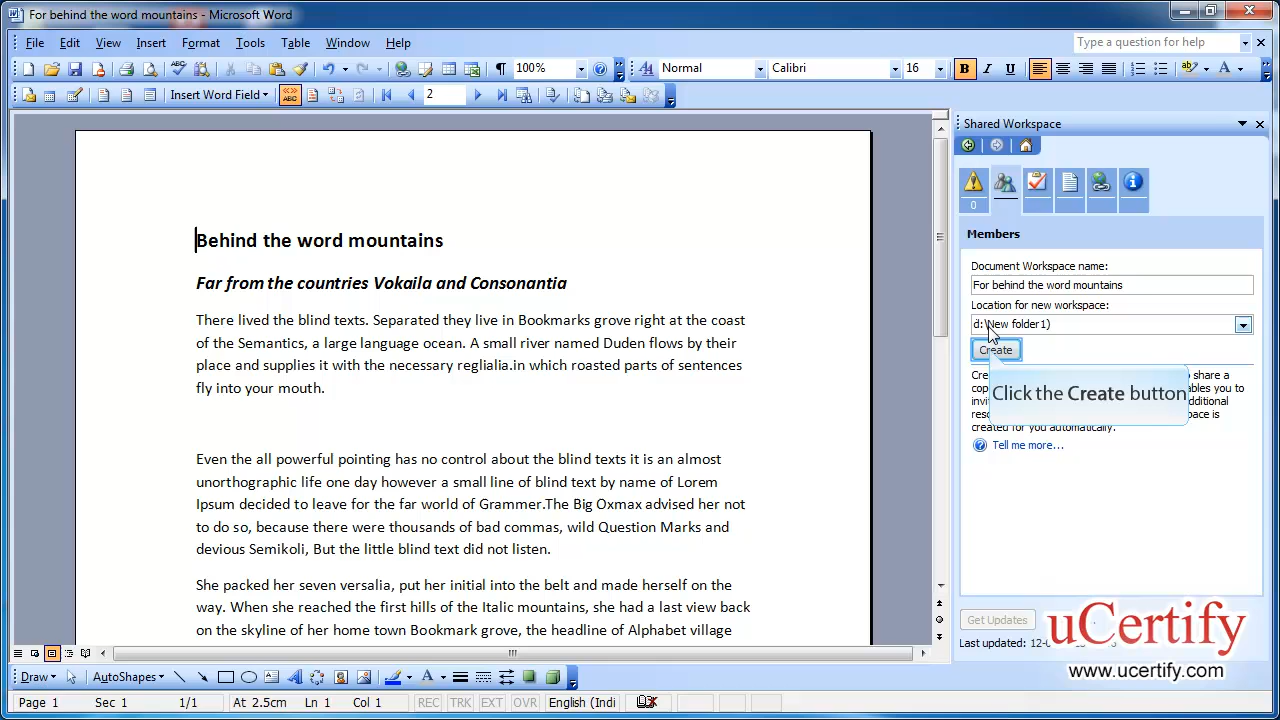 For behind the word mountains - Microsoft Word
File Edit View Insert Format Tools Table Window Help
Type a question for help
100%
Normal
Calibri
16
B I U
Insert Word Field
2
Behind the word mountains
Far from the countries Vokaila and Consonantia
There lived the blind texts. Separated they live in Bookmarks grove right at the coast
of the Semantics, a large language ocean. A small river named Duden flows by their
place and supplies it with the necessary reglialia.in which roasted parts of sentences
fly into your mouth.
Even the all powerful pointing has no control about the blind texts it is an almost
unorthographic life one day however a small line of blind text by name of Lorem
Ipsum decided to leave for the far world of Grammer.The Big Oxmax advised her not
to do so, because there were thousands of bad commas, wild Question Marks and
devious Semikoli, But the little blind text did not listen.
She packed her seven versalia, put her initial into the belt and made herself on the
way. When she reached the first hills of the Italic mountains, she had a last view back
on the skyline of her home town Bookmark grove, the headline of Alphabet village
Shared Workspace
0
Members
Document Workspace name:
For behind the word mountains
Location for new workspace:
d:\New folder1)
Create
Click the Create button
share a
ables you to
dditional
pace is
created for you automatically.
Tell me more...
Get Updates
Last updated: 12-0
uCertify
www.ucertify.com
Draw AutoShapes
Page 1 Sec 1 1/1 At 2.5cm Ln 1 Col 1 REC TRK EXT OVR English (Indi